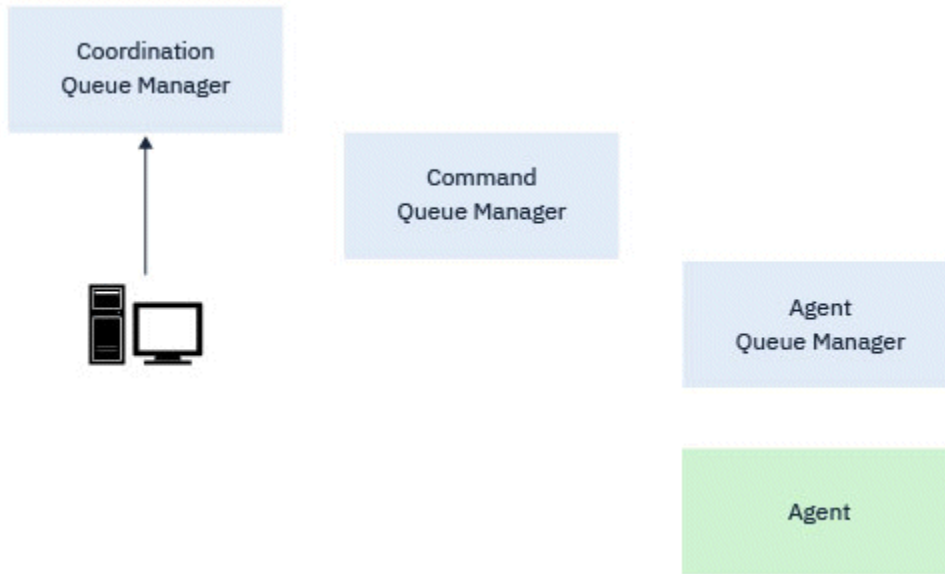 Coordination
Queue Manager
Command
Queue Manager
Agent
Queue Manager
Agent